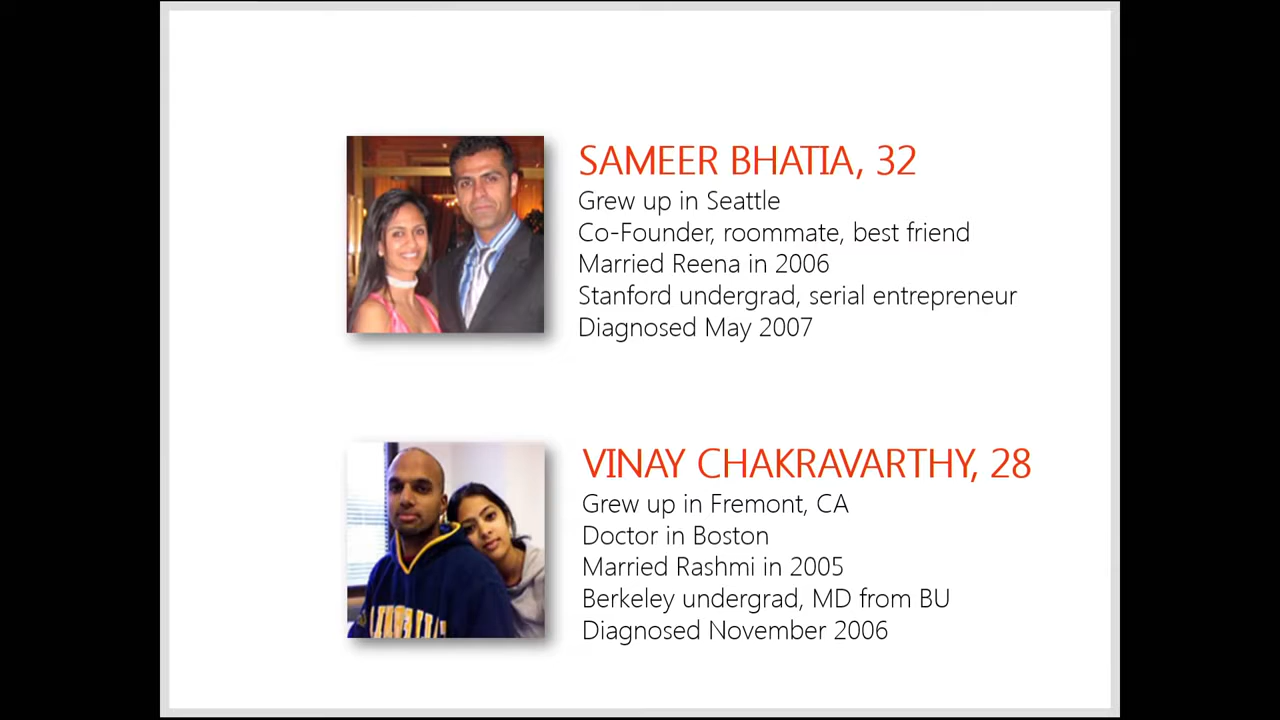 SAMEER BHATIA, 32
Grew up in Seattle
Co-Founder, roommate, best friend
Married Reena in 2006
Stanford undergrad, serial entrepreneur
Diagnosed May 2007
VINAY CHAKRAVARTHY, 28
Grew up in Fremont, CA
Doctor in Boston
Married Rashmi in 2005
Berkeley undergrad, MD from BU
Diagnosed November 2006